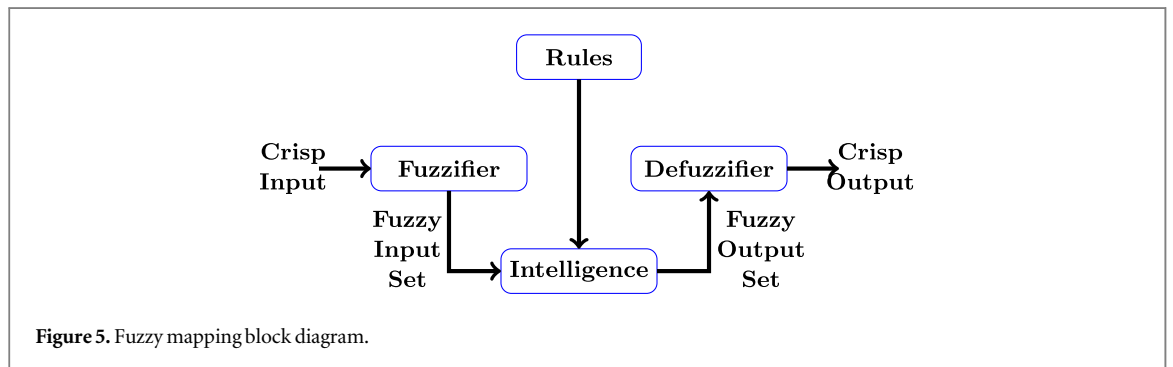 Rules
Crisp
Input
Fuzzifier
Defuzzifier
Crisp
Output
Fuzzy
Input
Set
Intelligence
Fuzzy
Output
Set
Figure 5. Fuzzy mapping block diagram.